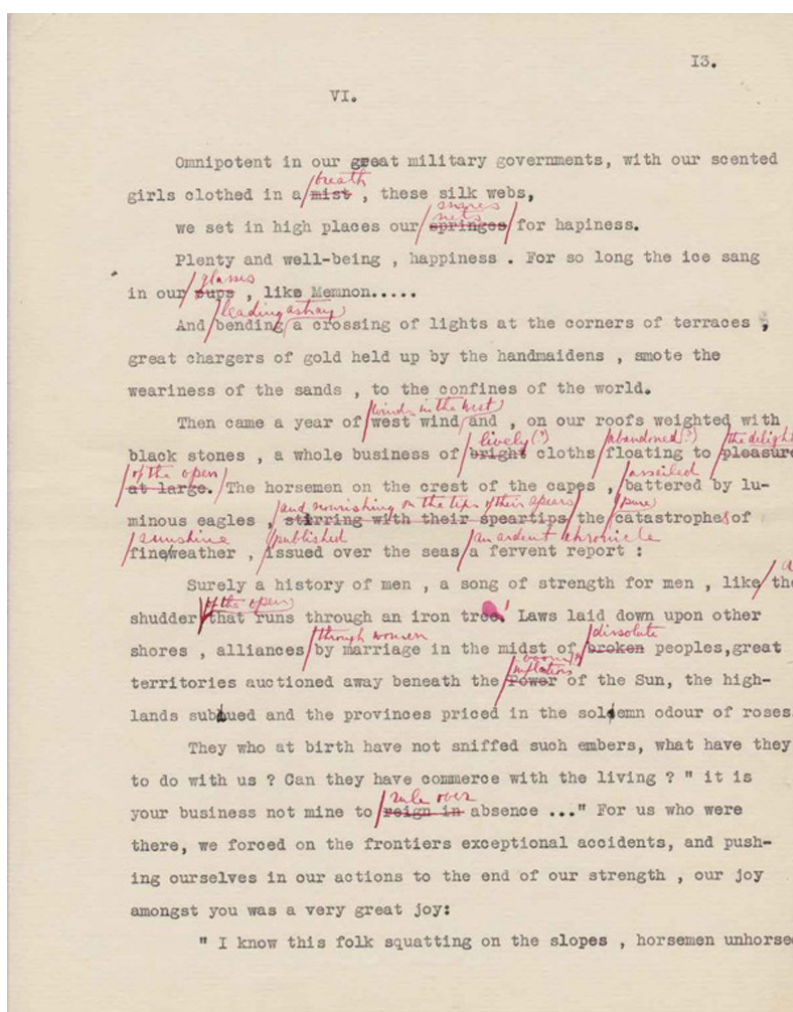 13.
VI.
Omnipotent in our great military governments, with our scented
breath
girls clothed in a mist , these silk webs,
snares
nets
we set in high places our springes for hapiness.
Plenty and well-being , happiness . For so long the ice sang
glasses
in our cups , like Memnon.....
leading astray
And bending a crossing of lights at the corners of terraces ,
great chargers of gold held up by the handmaidens , smote the
weariness of the sands , to the confines of the world.
wind in the west
Then came a year of west wind and , on our roofs weighted with
lively(?) abandoned(?) the delight
black stones , a whole business of bright cloths floating to pleasure
of the open
at large. The horsemen on the crest of the capes , battered by lu-
assailed
and nourishing on the tips of their spears pure
minous eagles , stirring with their speartips the catastrophes of
sunshine published an ardent chronicle
fineweather , issued over the seas a fervent report :
a
Surely a history of men , a song of strength for men , like the
of the open
shudder that runs through an iron tree! Laws laid down upon other
through women dissolute
shores , alliances by marriage in the midst of broken peoples,great
inflation
territories auctioned away beneath the Power of the Sun, the high-
lands subdued and the provinces priced in the solemn odour of roses
They who at birth have not sniffed such embers, what have they
to do with us ? Can they have commerce with the living ? " it is
rule over
your business not mine to reign in absence ..." For us who were
there, we forced on the frontiers exceptional accidents, and push-
ing ourselves in our actions to the end of our strength , our joy
amongst you was a very great joy:
" I know this folk squatting on the slopes , horsemen unhorse